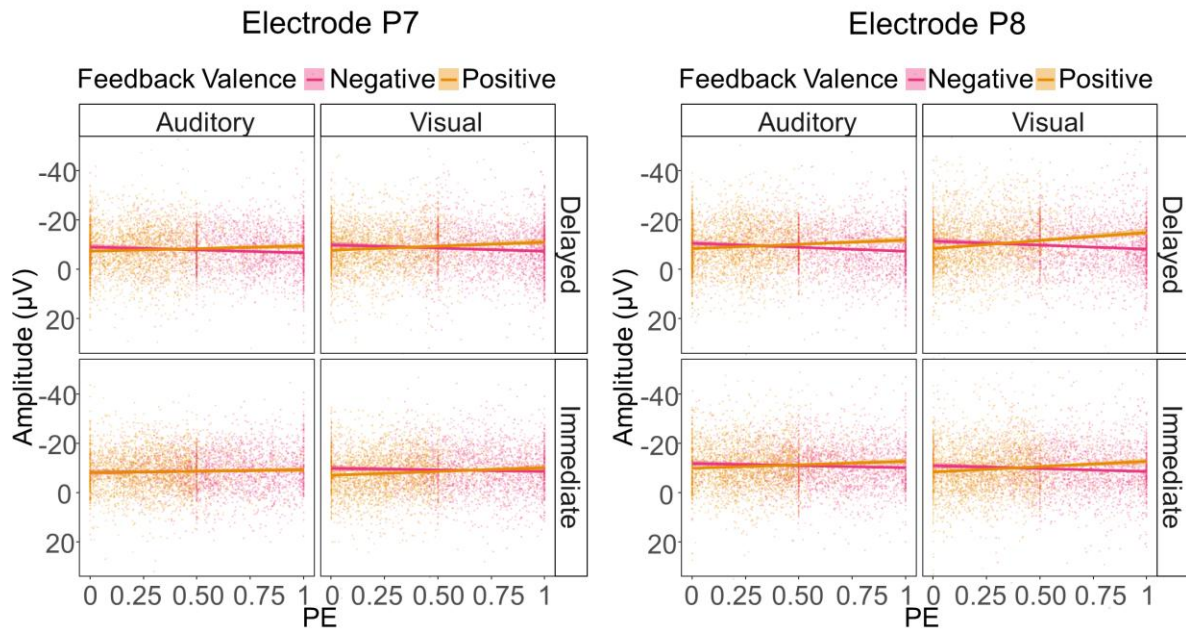 Electrode P7
Feedback Valence Negative Positive
Auditory Visual
Amplitude (µV)
-40
-20
0
20
Delayed
-40
-20
0
20
Immediate
0 0.25 0.50 0.75 1 0 0.25 0.50 0.75 1
PE
Electrode P8
Feedback Valence Negative Positive
Auditory Visual
Amplitude (µV)
-40
-20
0
20
Delayed
-40
-20
0
20
Immediate
0 0.25 0.50 0.75 1 0 0.25 0.50 0.75 1
PE